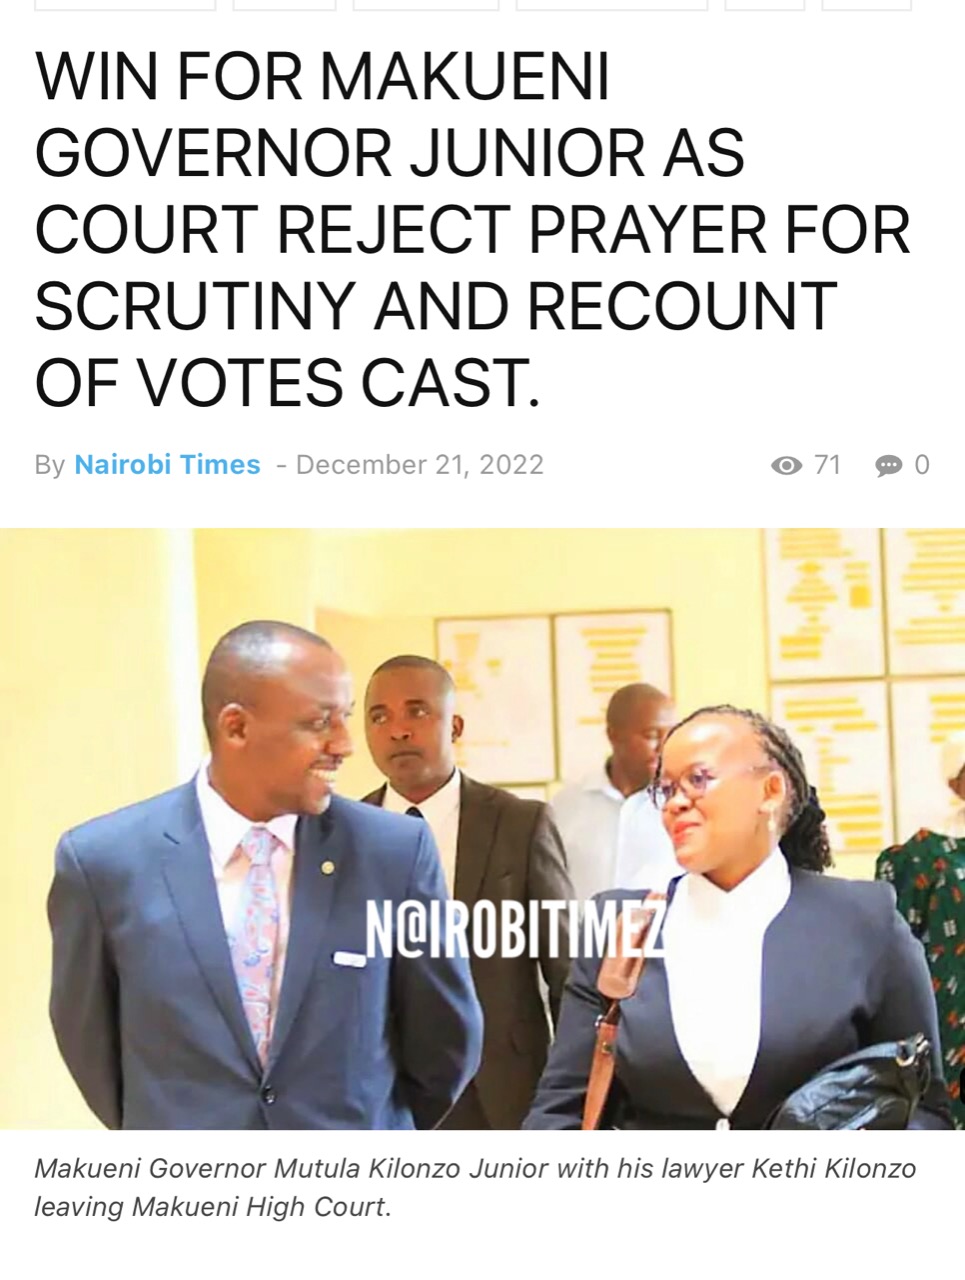 WIN FOR MAKUENI
GOVERNOR JUNIOR AS
COURT REJECT PRAYER FOR
SCRUTINY AND RECOUNT
OF VOTES CAST.
By Nairobi Times - December 21, 2022 71 0
N@IROBITIMEZ
Makueni Governor Mutula Kilonzo Junior with his lawyer Kethi Kilonzo
leaving Makueni High Court.